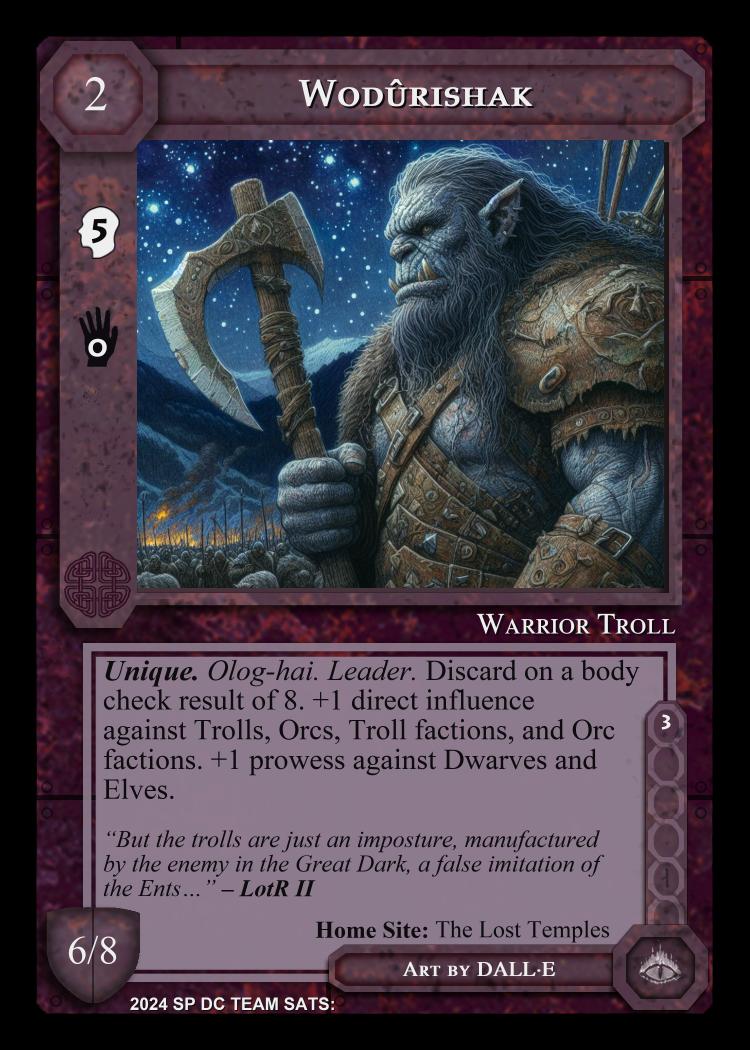 2
WODÛRISHAK
5
0
WARRIOR TROLL
Unique. Olog-hai. Leader. Discard on a body
check result of 8. +1 direct influence
against Trolls, Orcs, Troll factions, and Orc
factions. +1 prowess against Dwarves and
Elves.
3
“But the trolls are just an imposture, manufactured
by the enemy in the Great Dark, a false imitation of
the Ents…” – LotR II
Home Site: The Lost Temples
6/8
ART BY DALL·E
2024 SP DC TEAM SATS: